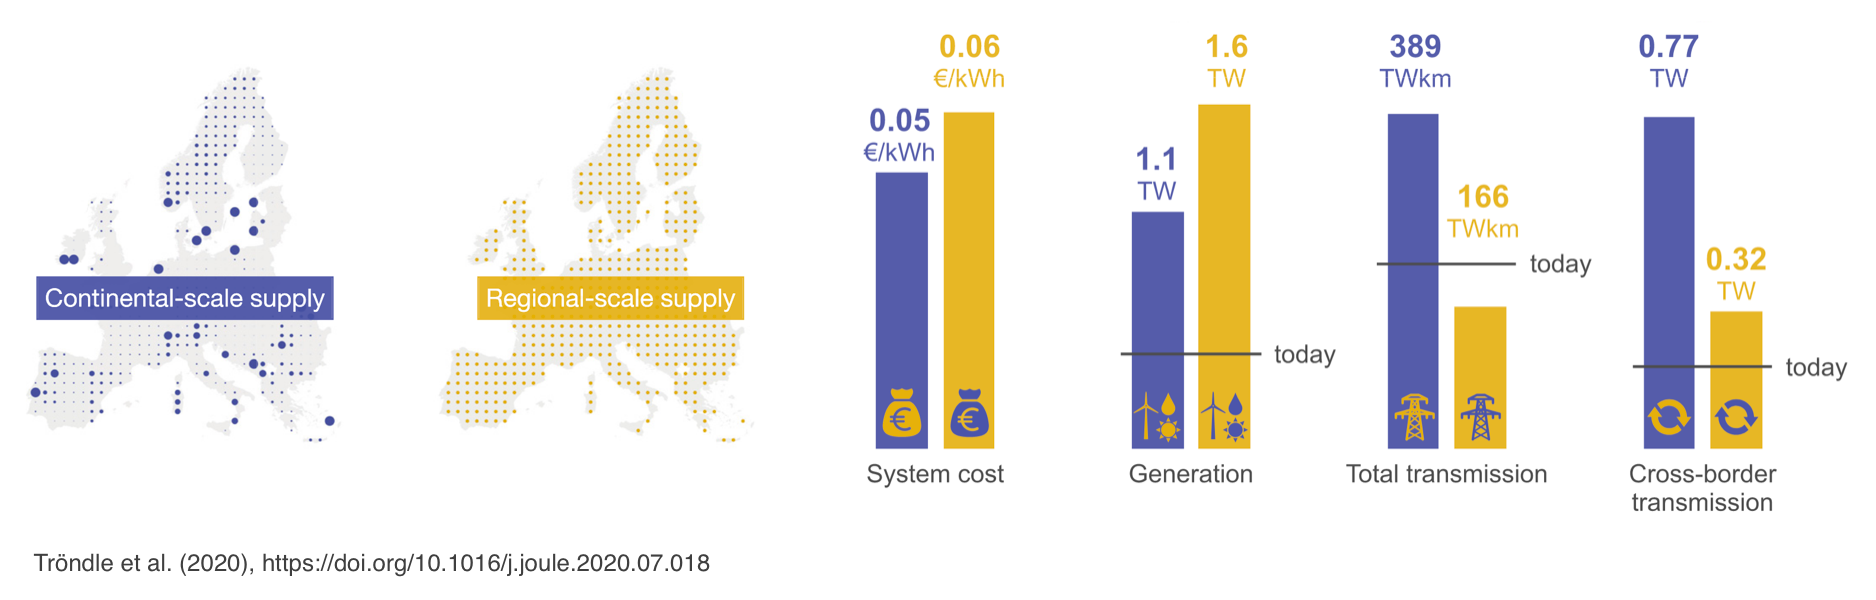 Continental-scale supply
Regional-scale supply
0.05
€/kWh
0.06
€/kWh
System cost
1.1
TW
1.6
TW
today
Generation
389
TWkm
166
TWkm
today
Total transmission
0.77
TW
0.32
TW
today
Cross-border
transmission
Tröndle et al. (2020), https://doi.org/10.1016/j.joule.2020.07.018